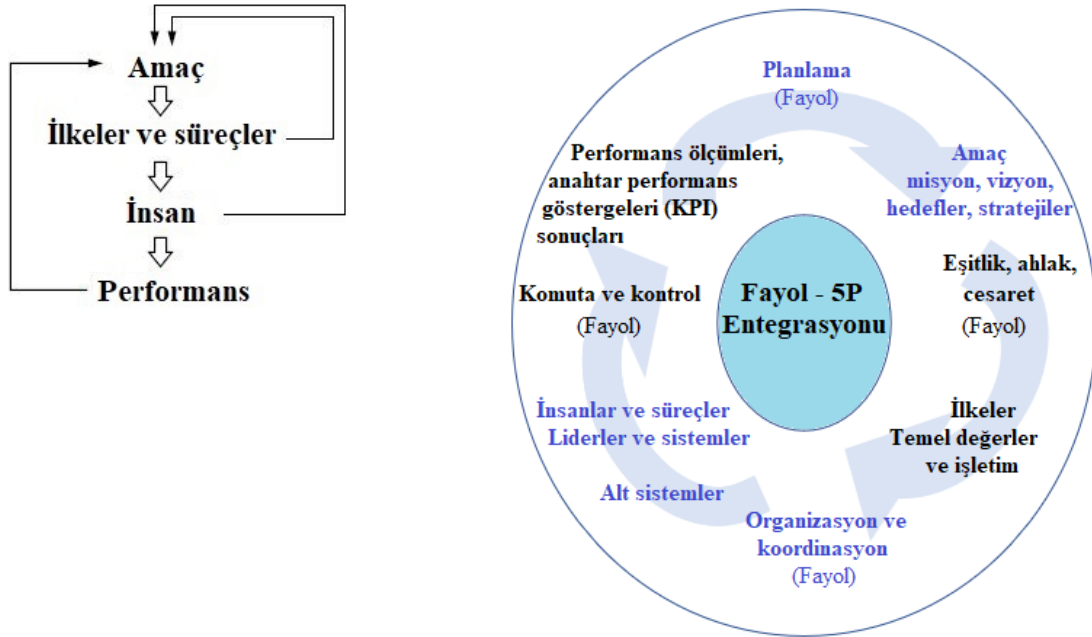 Amaç
İlkeler ve süreçler
İnsan
Performans
Planlama
(Fayol)
Amaç
misyon, vizyon,
hedefler, stratejiler
Eşitlik, ahlak,
cesaret
(Fayol)
İlkeler
Temel değerler
ve işletim
Organizasyon ve
koordinasyon
(Fayol)
Alt sistemler
İnsanlar ve süreçler
Liderler ve sistemler
Komuta ve kontrol
(Fayol)
Performans ölçümleri,
anahtar performans
göstergeleri (KPI)
sonuçları
Fayol - 5P
Entegrasyonu